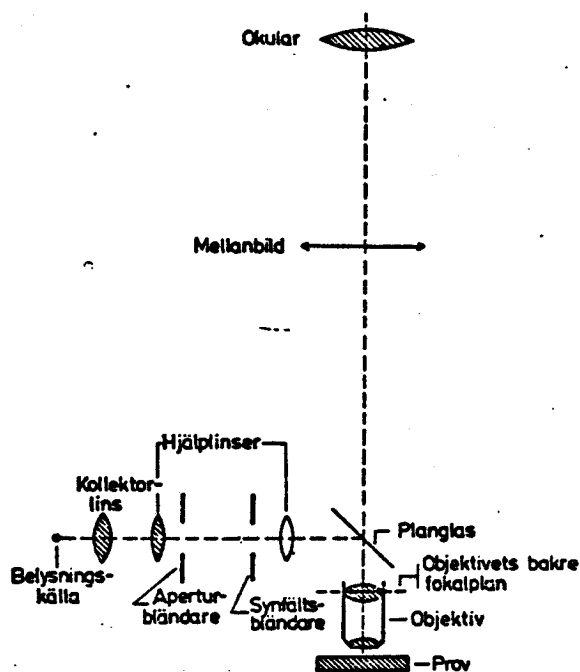 Okular
Mellanbild
Hjälplinser
Kollektor-
lins
Planglas
Belysnings-
källa
Apertur-
bländare
Synfälts-
bländare
Objektivets bakre
fokalplan
Objektiv
Prov